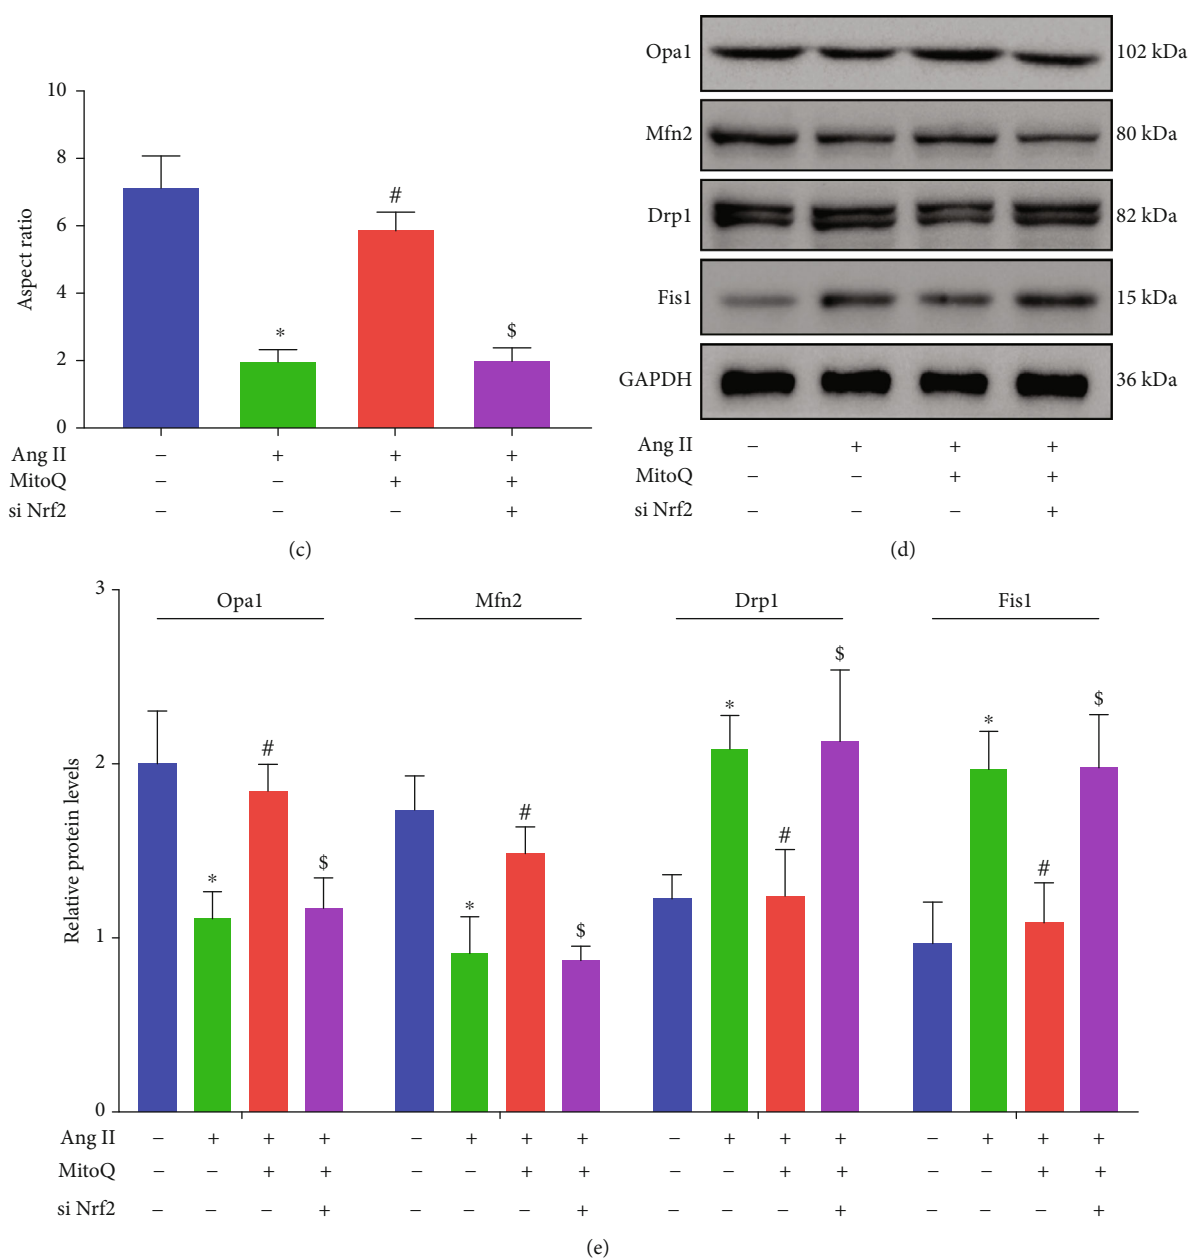 10
8
6
4
2
0
Aspect ratio
*
#
$
Ang II – + + +
MitoQ – – + +
si Nrf2 – – – +
(c)
Opa1 102 kDa
Mfn2 80 kDa
Drp1 82 kDa
Fis1 15 kDa
GAPDH 36 kDa
Ang II – + + +
MitoQ – – + +
si Nrf2 – – – +
(d)
3
2
1
0
Relative protein levels
Opa1 Mfn2 Drp1 Fis1
* # $ * # $ * # $ * # $
Ang II – + + + – + + + – + + + – + + +
MitoQ – – + + – – + + – – + + – – + +
si Nrf2 – – – + – – – + – – – + – – – +
(e)